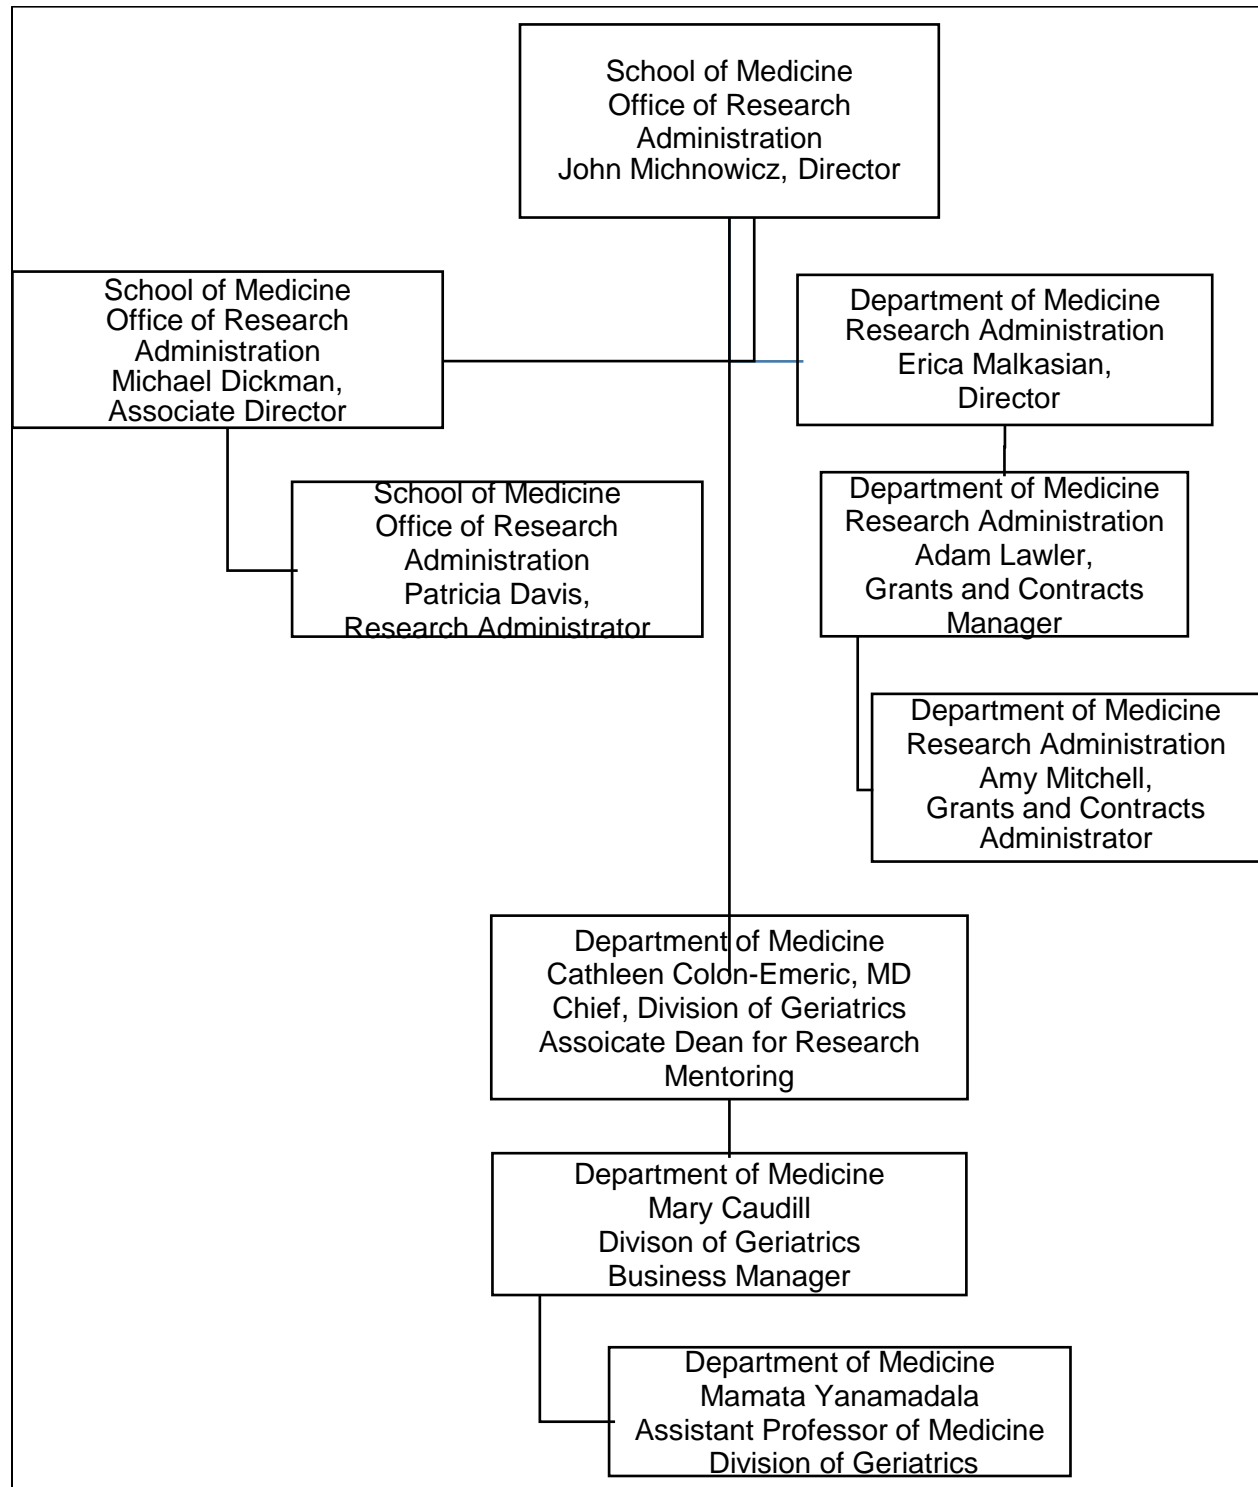 School of Medicine
Office of Research
Administration
John Michnowicz, Director
School of Medicine
Office of Research
Administration
Michael Dickman,
Associate Director
Department of Medicine
Research Administration
Erica Malkasian,
Director
School of Medicine
Office of Research
Administration
Patricia Davis,
Research Administrator
Department of Medicine
Research Administration
Adam Lawler,
Grants and Contracts
Manager
Department of Medicine
Research Administration
Amy Mitchell,
Grants and Contracts
Administrator
Department of Medicine
Cathleen Colon-Emeric, MD
Chief, Division of Geriatrics
Assoicate Dean for Research
Mentoring
Department of Medicine
Mary Caudill
Divison of Geriatrics
Business Manager
Department of Medicine
Mamata Yanamadala
Assistant Professor of Medicine
Division of Geriatrics